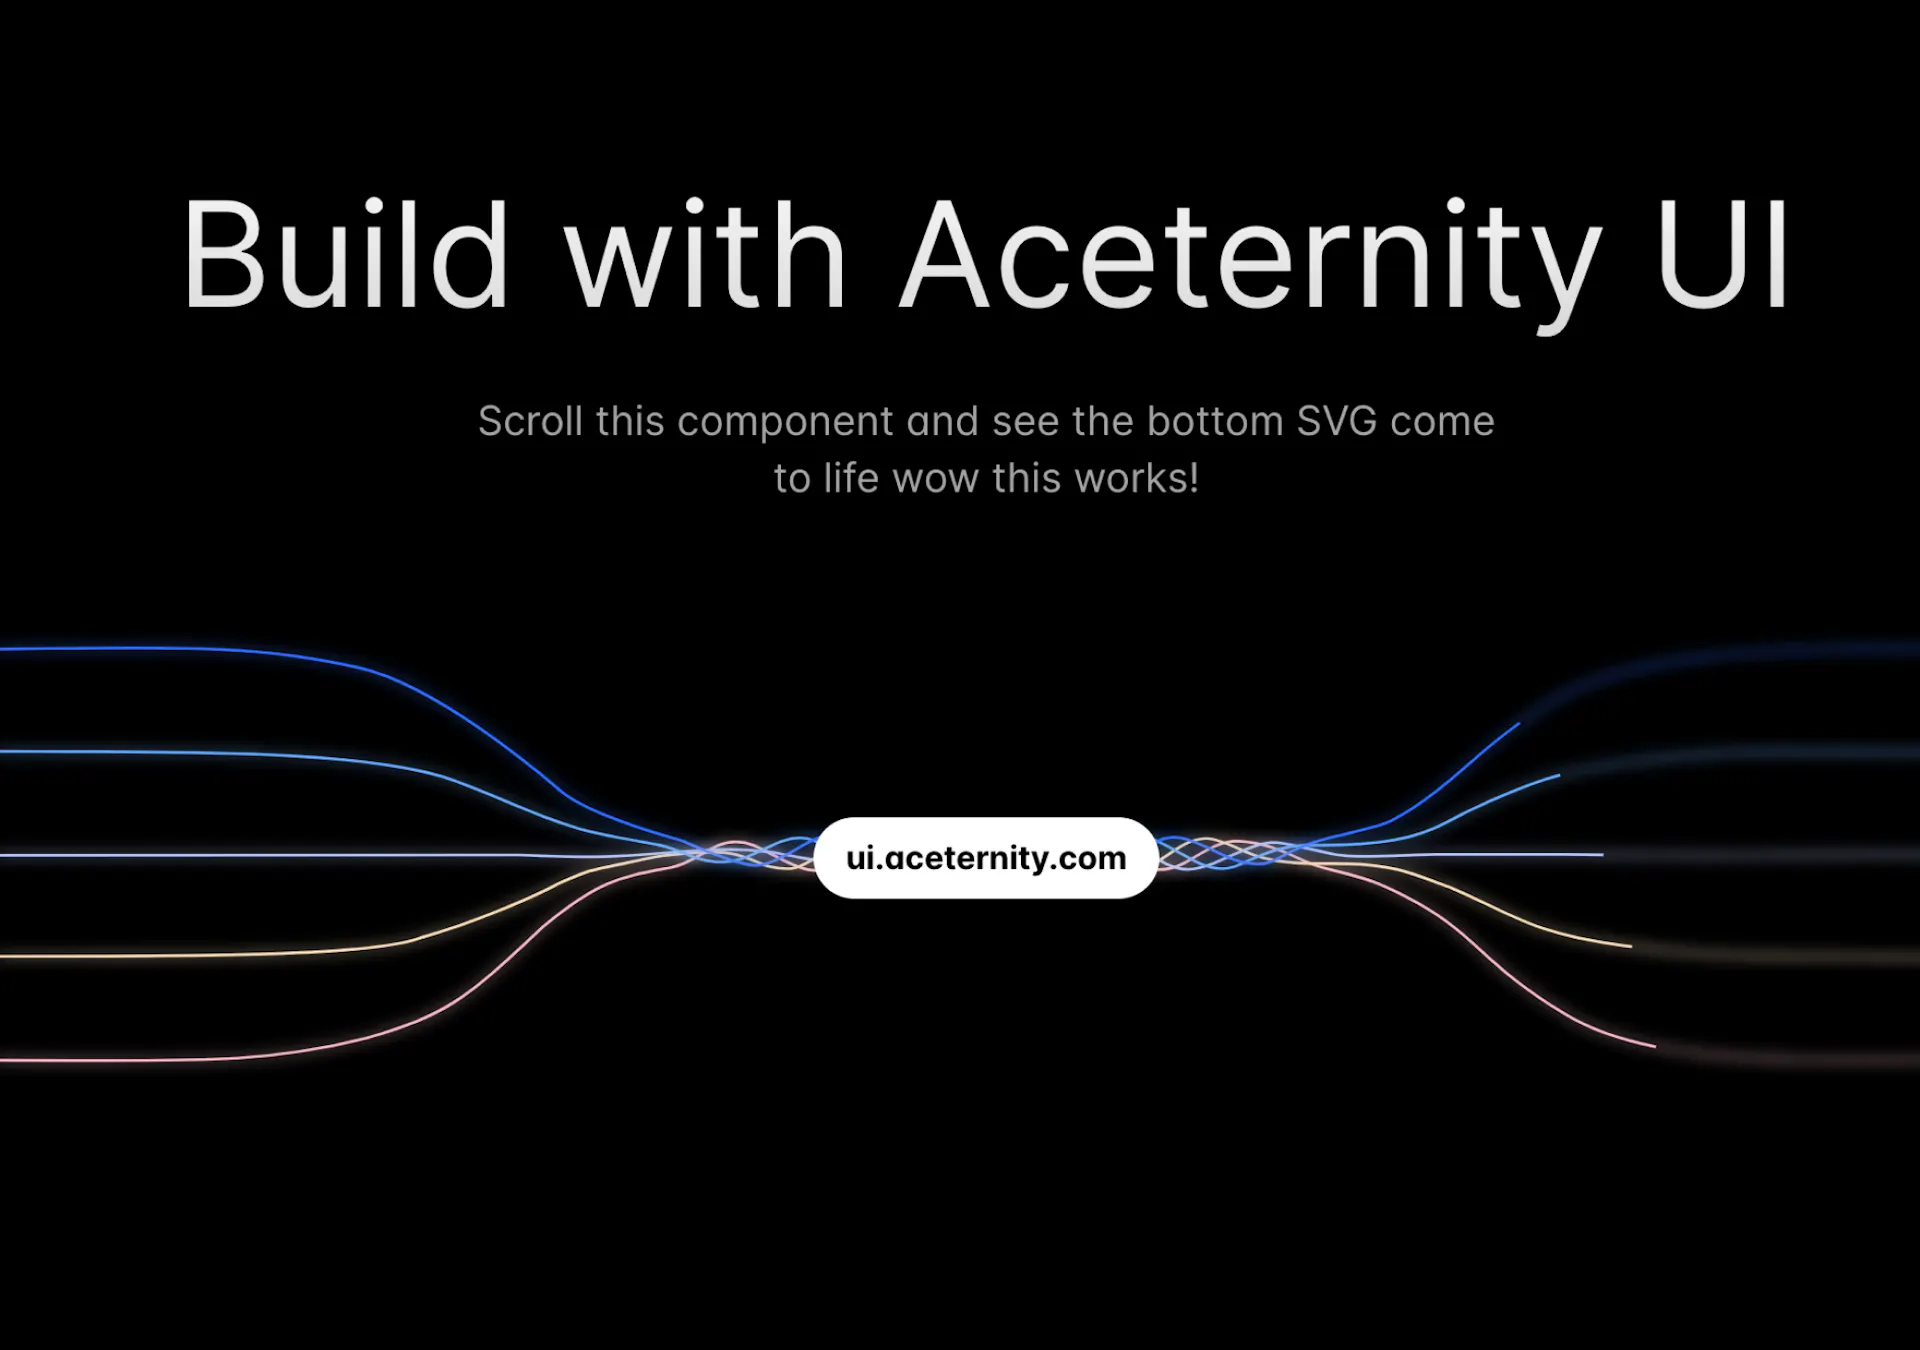 Build with Aceternity UI
Scroll this component and see the bottom SVG come
to life wow this works!
ui.aceternity.com